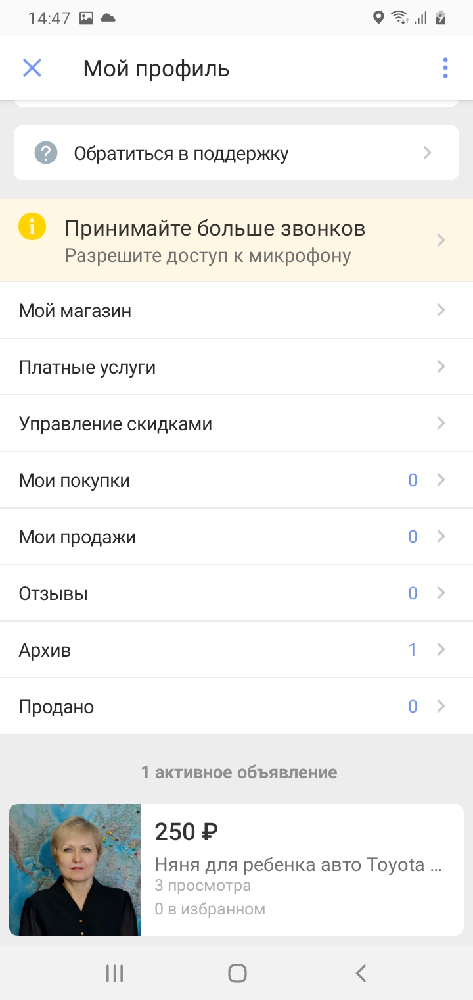 14:47
Мой профиль
Обратиться в поддержку
Принимайте больше звонков
Разрешите доступ к микрофону
Мой магазин
Платные услуги
Управление скидками
Мои покупки 0
Мои продажи 0
Отзывы 0
Архив 1
Продано 0
1 активное объявление
250 ₽
Няня для ребенка авто Toyota ...
3 просмотра
0 в избранном